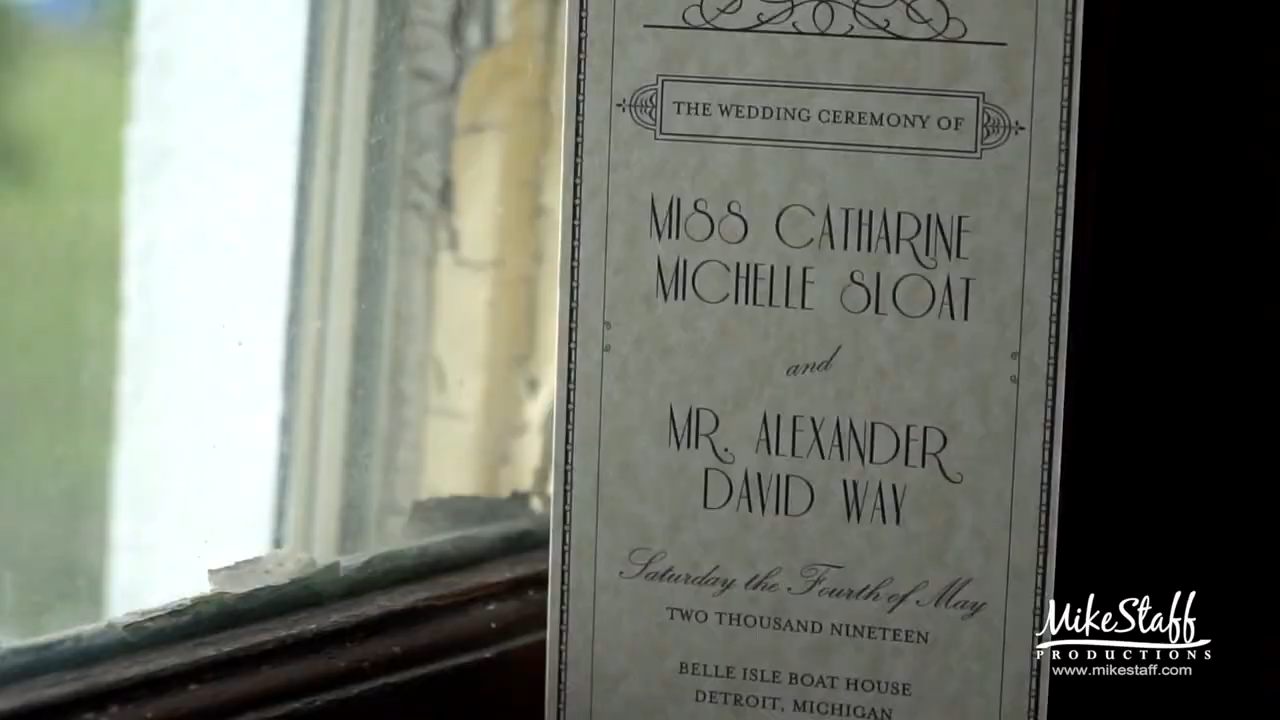 THE WEDDING CEREMONY OF
MISS CATHARINE
MICHELLE SLOAT
and
MR. ALEXANDER
DAVID WAY
Saturday the Fourth of May
TWO THOUSAND NINETEEN
BELLE ISLE BOAT HOUSE
DETROIT, MICHIGAN
MikeStaff
PRODUCTIONS
www.mikestaff.com